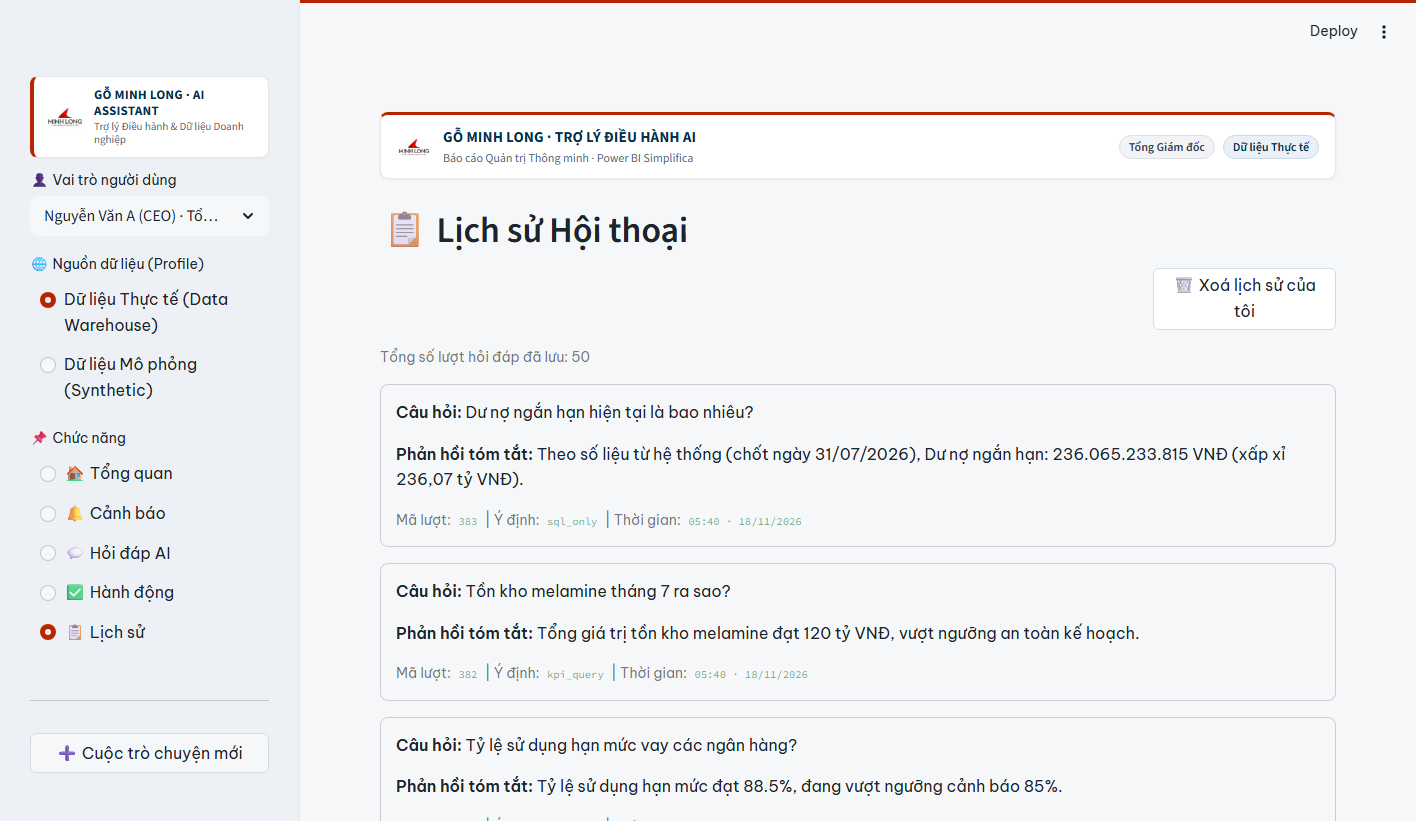 Deploy
MINH LONG
GỖ MINH LONG · AI
ASSISTANT
Trợ lý Điều hành & Dữ liệu Doanh
nghiệp
Vai trò người dùng
Nguyễn Văn A (CEO) · Tổ...
Nguồn dữ liệu (Profile)
Dữ liệu Thực tế (Data
Warehouse)
Dữ liệu Mô phỏng
(Synthetic)
Chức năng
Tổng quan
Cảnh báo
Hỏi đáp AI
Hành động
Lịch sử
Cuộc trò chuyện mới
MINH LONG
GỖ MINH LONG · TRỢ LÝ ĐIỀU HÀNH AI
Báo cáo Quản trị Thông minh · Power BI Simplifica
Tổng Giám đốc
Dữ liệu Thực tế
Lịch sử Hội thoại
Xoá lịch sử của
tôi
Tổng số lượt hỏi đáp đã lưu: 50
Câu hỏi: Dư nợ ngắn hạn hiện tại là bao nhiêu?
Phản hồi tóm tắt: Theo số liệu từ hệ thống (chốt ngày 31/07/2026), Dư nợ ngắn hạn: 236.065.233.815 VNĐ (xấp xỉ
236,07 tỷ VNĐ).
Mã lượt: 383 | Ý định: sql_only | Thời gian: 05:40 · 18/11/2026
Câu hỏi: Tồn kho melamine tháng 7 ra sao?
Phản hồi tóm tắt: Tổng giá trị tồn kho melamine đạt 120 tỷ VNĐ, vượt ngưỡng an toàn kế hoạch.
Mã lượt: 382 | Ý định: kpi_query | Thời gian: 05:40 · 18/11/2026
Câu hỏi: Tỷ lệ sử dụng hạn mức vay các ngân hàng?
Phản hồi tóm tắt: Tỷ lệ sử dụng hạn mức đạt 88.5%, đang vượt ngưỡng cảnh báo 85%.